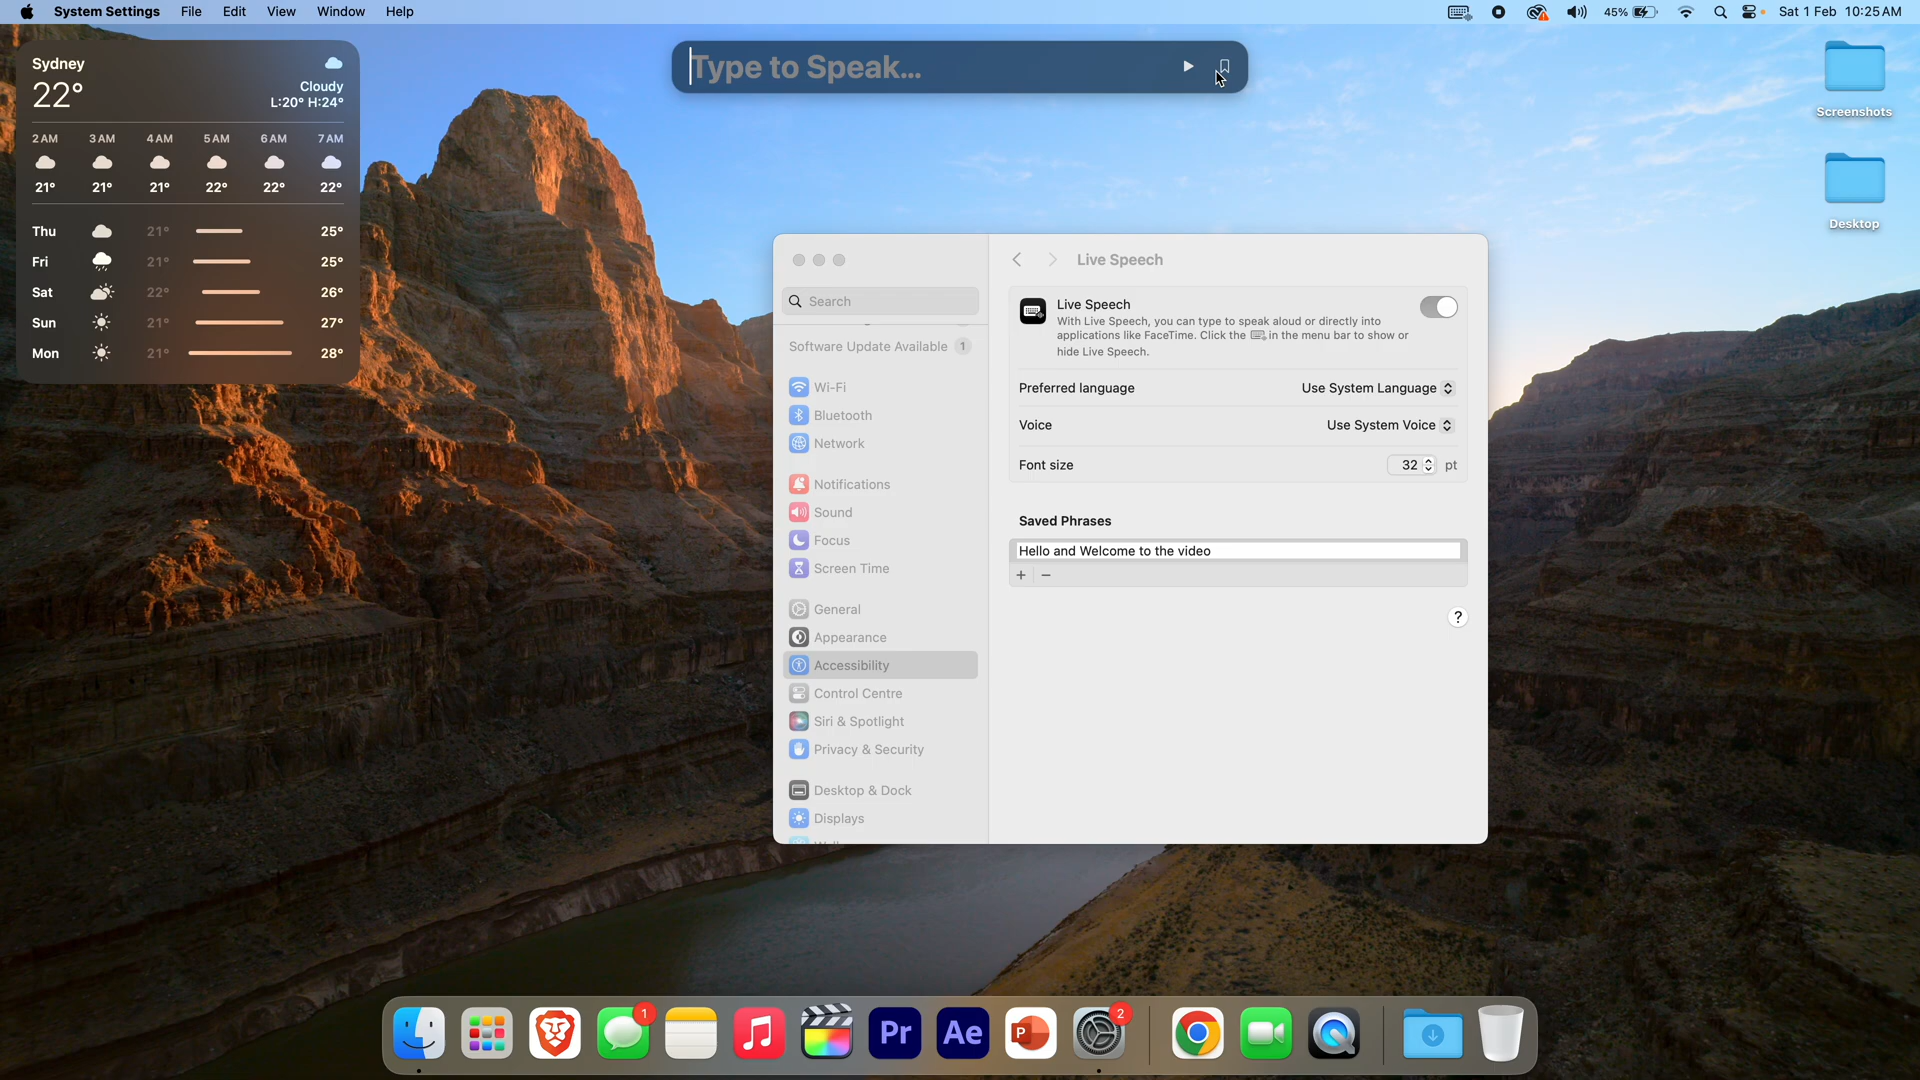 System Settings File Edit View Window Help
45% Sat 1 Feb 10:25 AM
Sydney
22°
Cloudy
L:20° H:24°
2 AM 3 AM 4 AM 5 AM 6 AM 7 AM
21° 21° 21° 22° 22° 22°
Thu 21° 25°
Fri 21° 25°
Sat 22° 26°
Sun 21° 27°
Mon 21° 28°
Type to Speak...
Screenshots
Desktop
Search
Software Update Available 1
Wi-Fi
Bluetooth
Network
Notifications
Sound
Focus
Screen Time
General
Appearance
Accessibility
Control Centre
Siri & Spotlight
Privacy & Security
Desktop & Dock
Displays
Live Speech
Live Speech
With Live Speech, you can type to speak aloud or directly into
applications like FaceTime. Click the in the menu bar to show or
hide Live Speech.
Preferred language Use System Language
Voice Use System Voice
Font size 32 pt
Saved Phrases
Hello and Welcome to the video
+ −
?
1 Pr Ae P 2